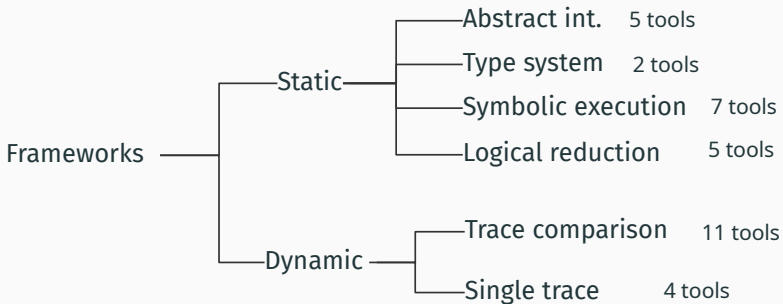 Abstract int. 5 tools
Type system 2 tools
Static
Symbolic execution 7 tools
Frameworks
Logical reduction 5 tools
Trace comparison 11 tools
Dynamic
Single trace 4 tools